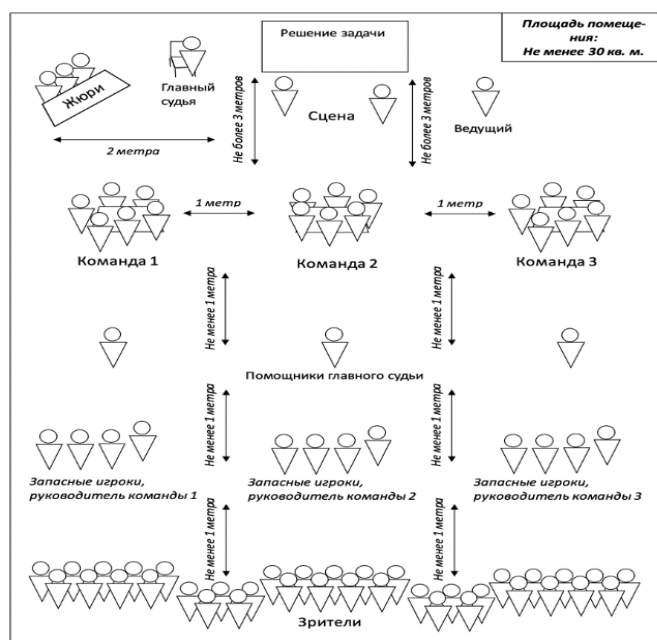 Решение задачи
Площадь помеще-
ния:
Не менее 30 кв. м.
Жюри
Главный
судья
Сцена
Ведущий
Не более 3 метров
Не более 3 метров
2 метра
1 метр
1 метр
Команда 1
Команда 2
Команда 3
Не менее 1 метра
Не менее 1 метра
Помощники главного судьи
Не менее 1 метра
Не менее 1 метра
Запасные игроки,
руководитель команды 1
Запасные игроки,
руководитель команды 2
Запасные игроки,
руководитель команды 3
Не менее 1 метра
Не менее 1 метра
Зрители